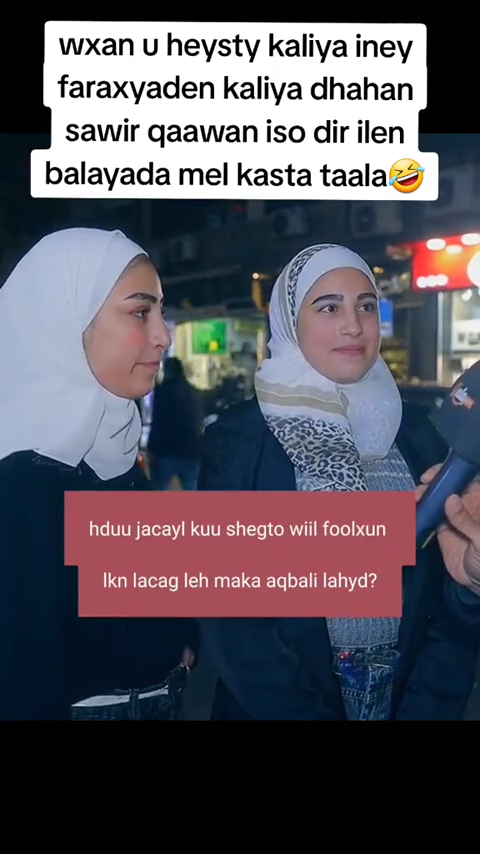 wxan u heysty kaliya iney
faraxyaden kaliya dhahan
sawir qaawan iso dir ilen
balayada mel kasta taala🤣
hduu jacayl kuu shegto wiil foolxun
lkn lacag leh maka aqbali lahyd?